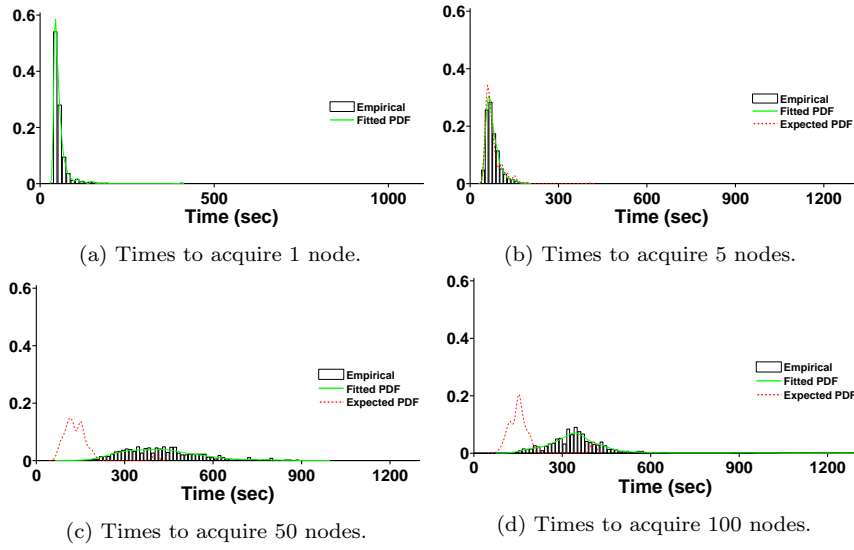 0.6
0.4
0.2
0
Empirical
Fitted PDF
0 500 1000
Time (sec)
(a) Times to acquire 1 node.
0.6
0.4
0.2
0
Empirical
Fitted PDF
Expected PDF
0 300 600 900 1200
Time (sec)
(b) Times to acquire 5 nodes.
0.6
0.4
0.2
0
Empirical
Fitted PDF
Expected PDF
0 300 600 900 1200
Time (sec)
(c) Times to acquire 50 nodes.
0.6
0.4
0.2
0
Empirical
Fitted PDF
Expected PDF
0 300 600 900 1200
Time (sec)
(d) Times to acquire 100 nodes.